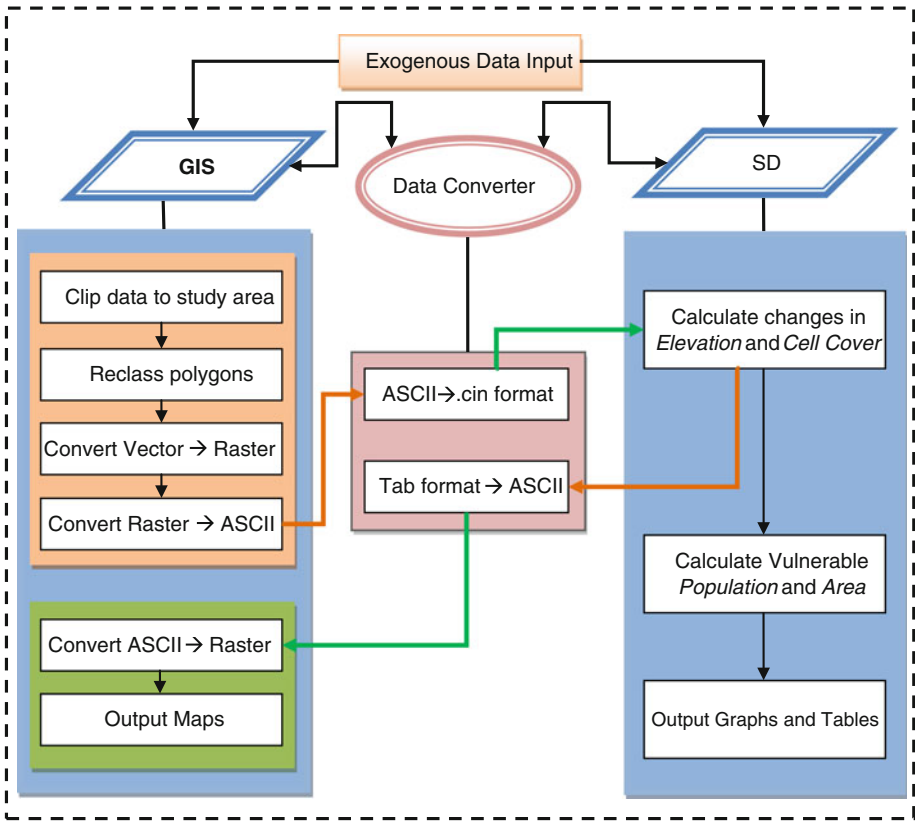 Exogenous Data Input
GIS
Data Converter
SD
Clip data to study area
Reclass polygons
Convert Vector → Raster
Convert Raster → ASCII
Convert ASCII → Raster
Output Maps
ASCII→.cin format
Tab format → ASCII
Calculate changes in
Elevation and Cell Cover
Calculate Vulnerable
Population and Area
Output Graphs and Tables